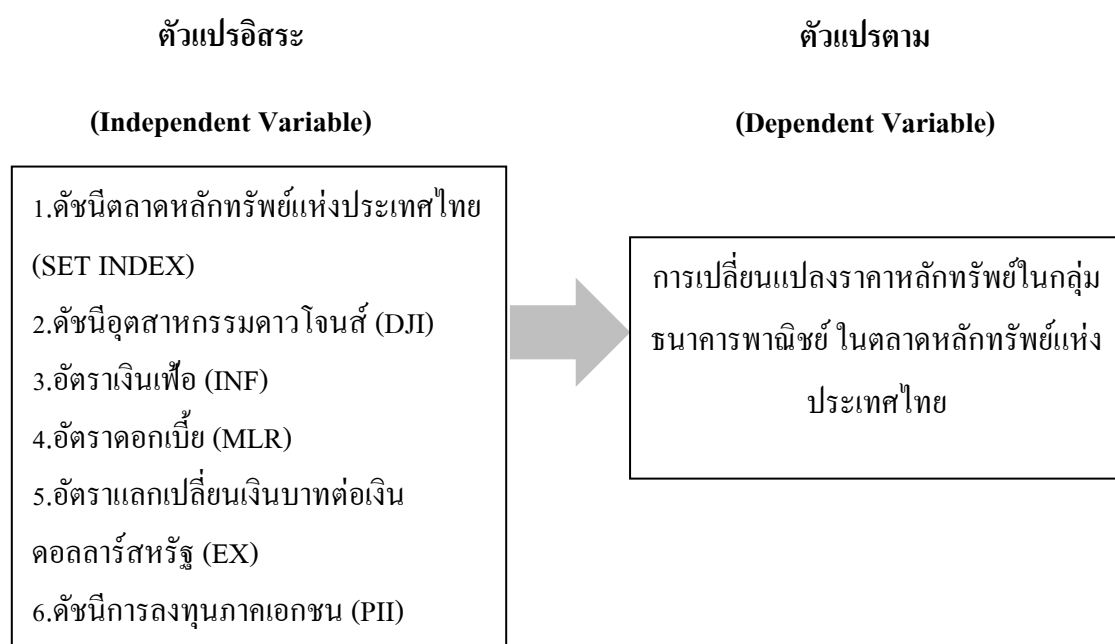 ตัวแปรอิสระ
(Independent Variable)
1.ดัชนีตลาดหลักทรัพย์แห่งประเทศไทย
(SET INDEX)
2.ดัชนีอุตสาหกรรมดาวโจนส์ (DJI)
3.อัตราเงินเฟ้อ (INF)
4.อัตราดอกเบี้ย (MLR)
5.อัตราแลกเปลี่ยนเงินบาทต่อเงิน
ดอลลาร์สหรัฐ (EX)
6.ดัชนีการลงทุนภาคเอกชน (PII)
ตัวแปรตาม
(Dependent Variable)
การเปลี่ยนแปลงราคาหลักทรัพย์ในกลุ่ม
ธนาคารพาณิชย์ ในตลาดหลักทรัพย์แห่ง
ประเทศไทย